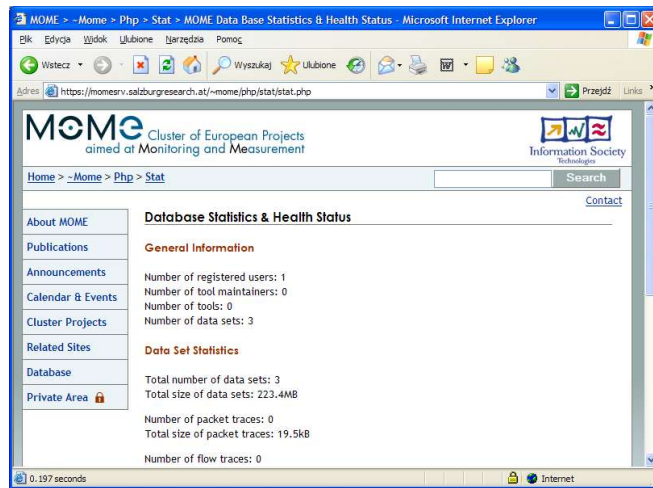 MOME > ~Mome > Php > Stat > MOME Data Base Statistics & Health Status - Microsoft Internet Explorer
Plik Edycja Widok Ulubione Narzędzia Pomoc
Wstecz Wyszukaj Ulubione
Adres https://momesrv.salzburgresearch.at/~mome/php/stat/stat.php Przejdź Links
MOME Cluster of European Projects
aimed at Monitoring and Measurement
Information Society
Technologies
Home > ~Mome > Php > Stat
Search
Contact
About MOME
Publications
Announcements
Calendar & Events
Cluster Projects
Related Sites
Database
Private Area
Database Statistics & Health Status
General Information
Number of registered users: 1
Number of tool maintainers: 0
Number of tools: 0
Number of data sets: 3
Data Set Statistics
Total number of data sets: 3
Total size of data sets: 223.4MB
Number of packet traces: 0
Total size of packet traces: 19.5kB
Number of flow traces: 0
0.197 seconds
Internet